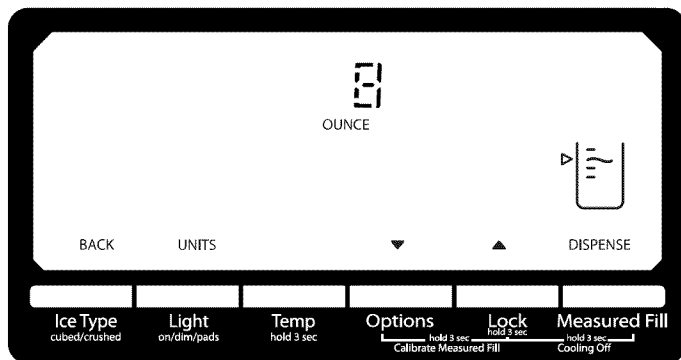 8
OUNCE
BACK UNITS ▼ ▲ DISPENSE
Ice Type Light Temp Options Lock Measured Fill
cubed/crushed on/dim/pads hold 3 sec hold 3 sec hold 3 sec hold 3 sec
Calibrate Measured Fill Cooling Off